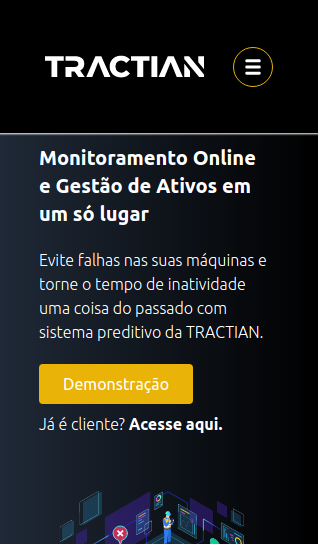 TRACTIAN
Monitoramento Online
e Gestão de Ativos em
um só lugar
Evite falhas nas suas máquinas e
torne o tempo de inatividade
uma coisa do passado com
sistema preditivo da TRACTIAN.
Demonstração
Já é cliente? Acesse aqui.